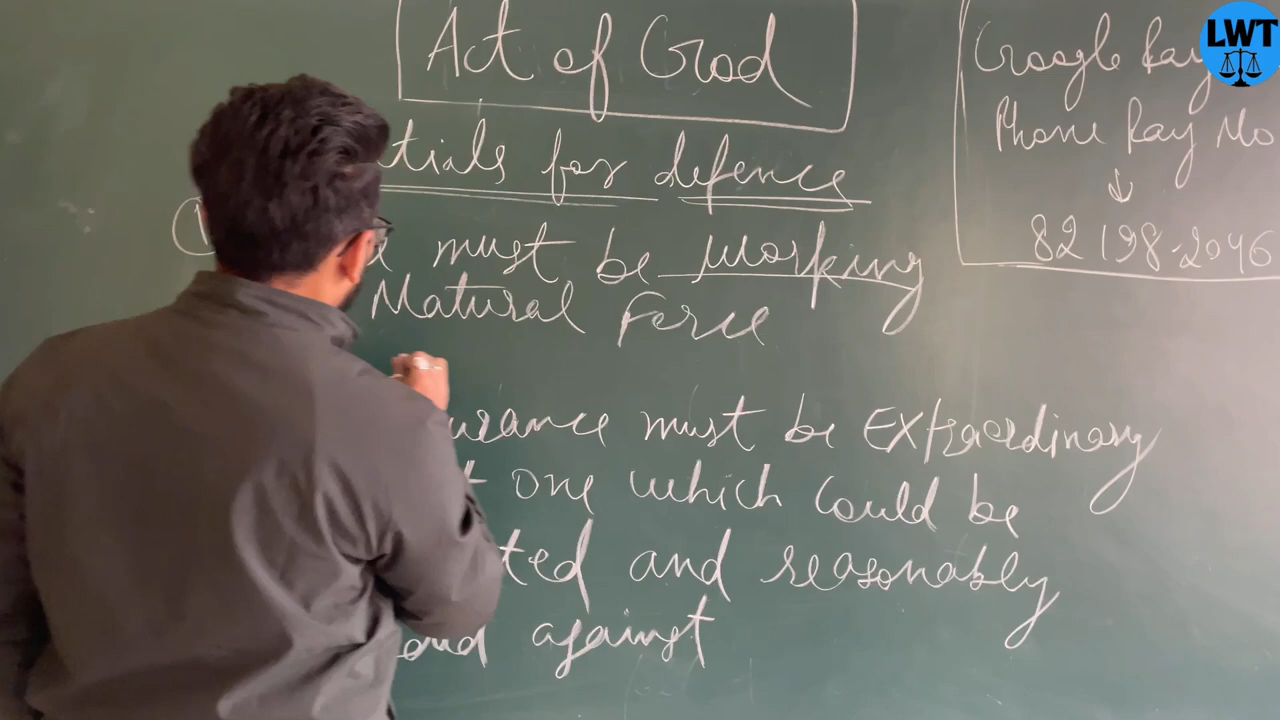 Act of God
tials for defence
must be working
Natural Force
urance must be Extraordinary
one which could be
ted and reasonably
against
Google Pay
Phone Pay No
↓
82198-2046
LWT